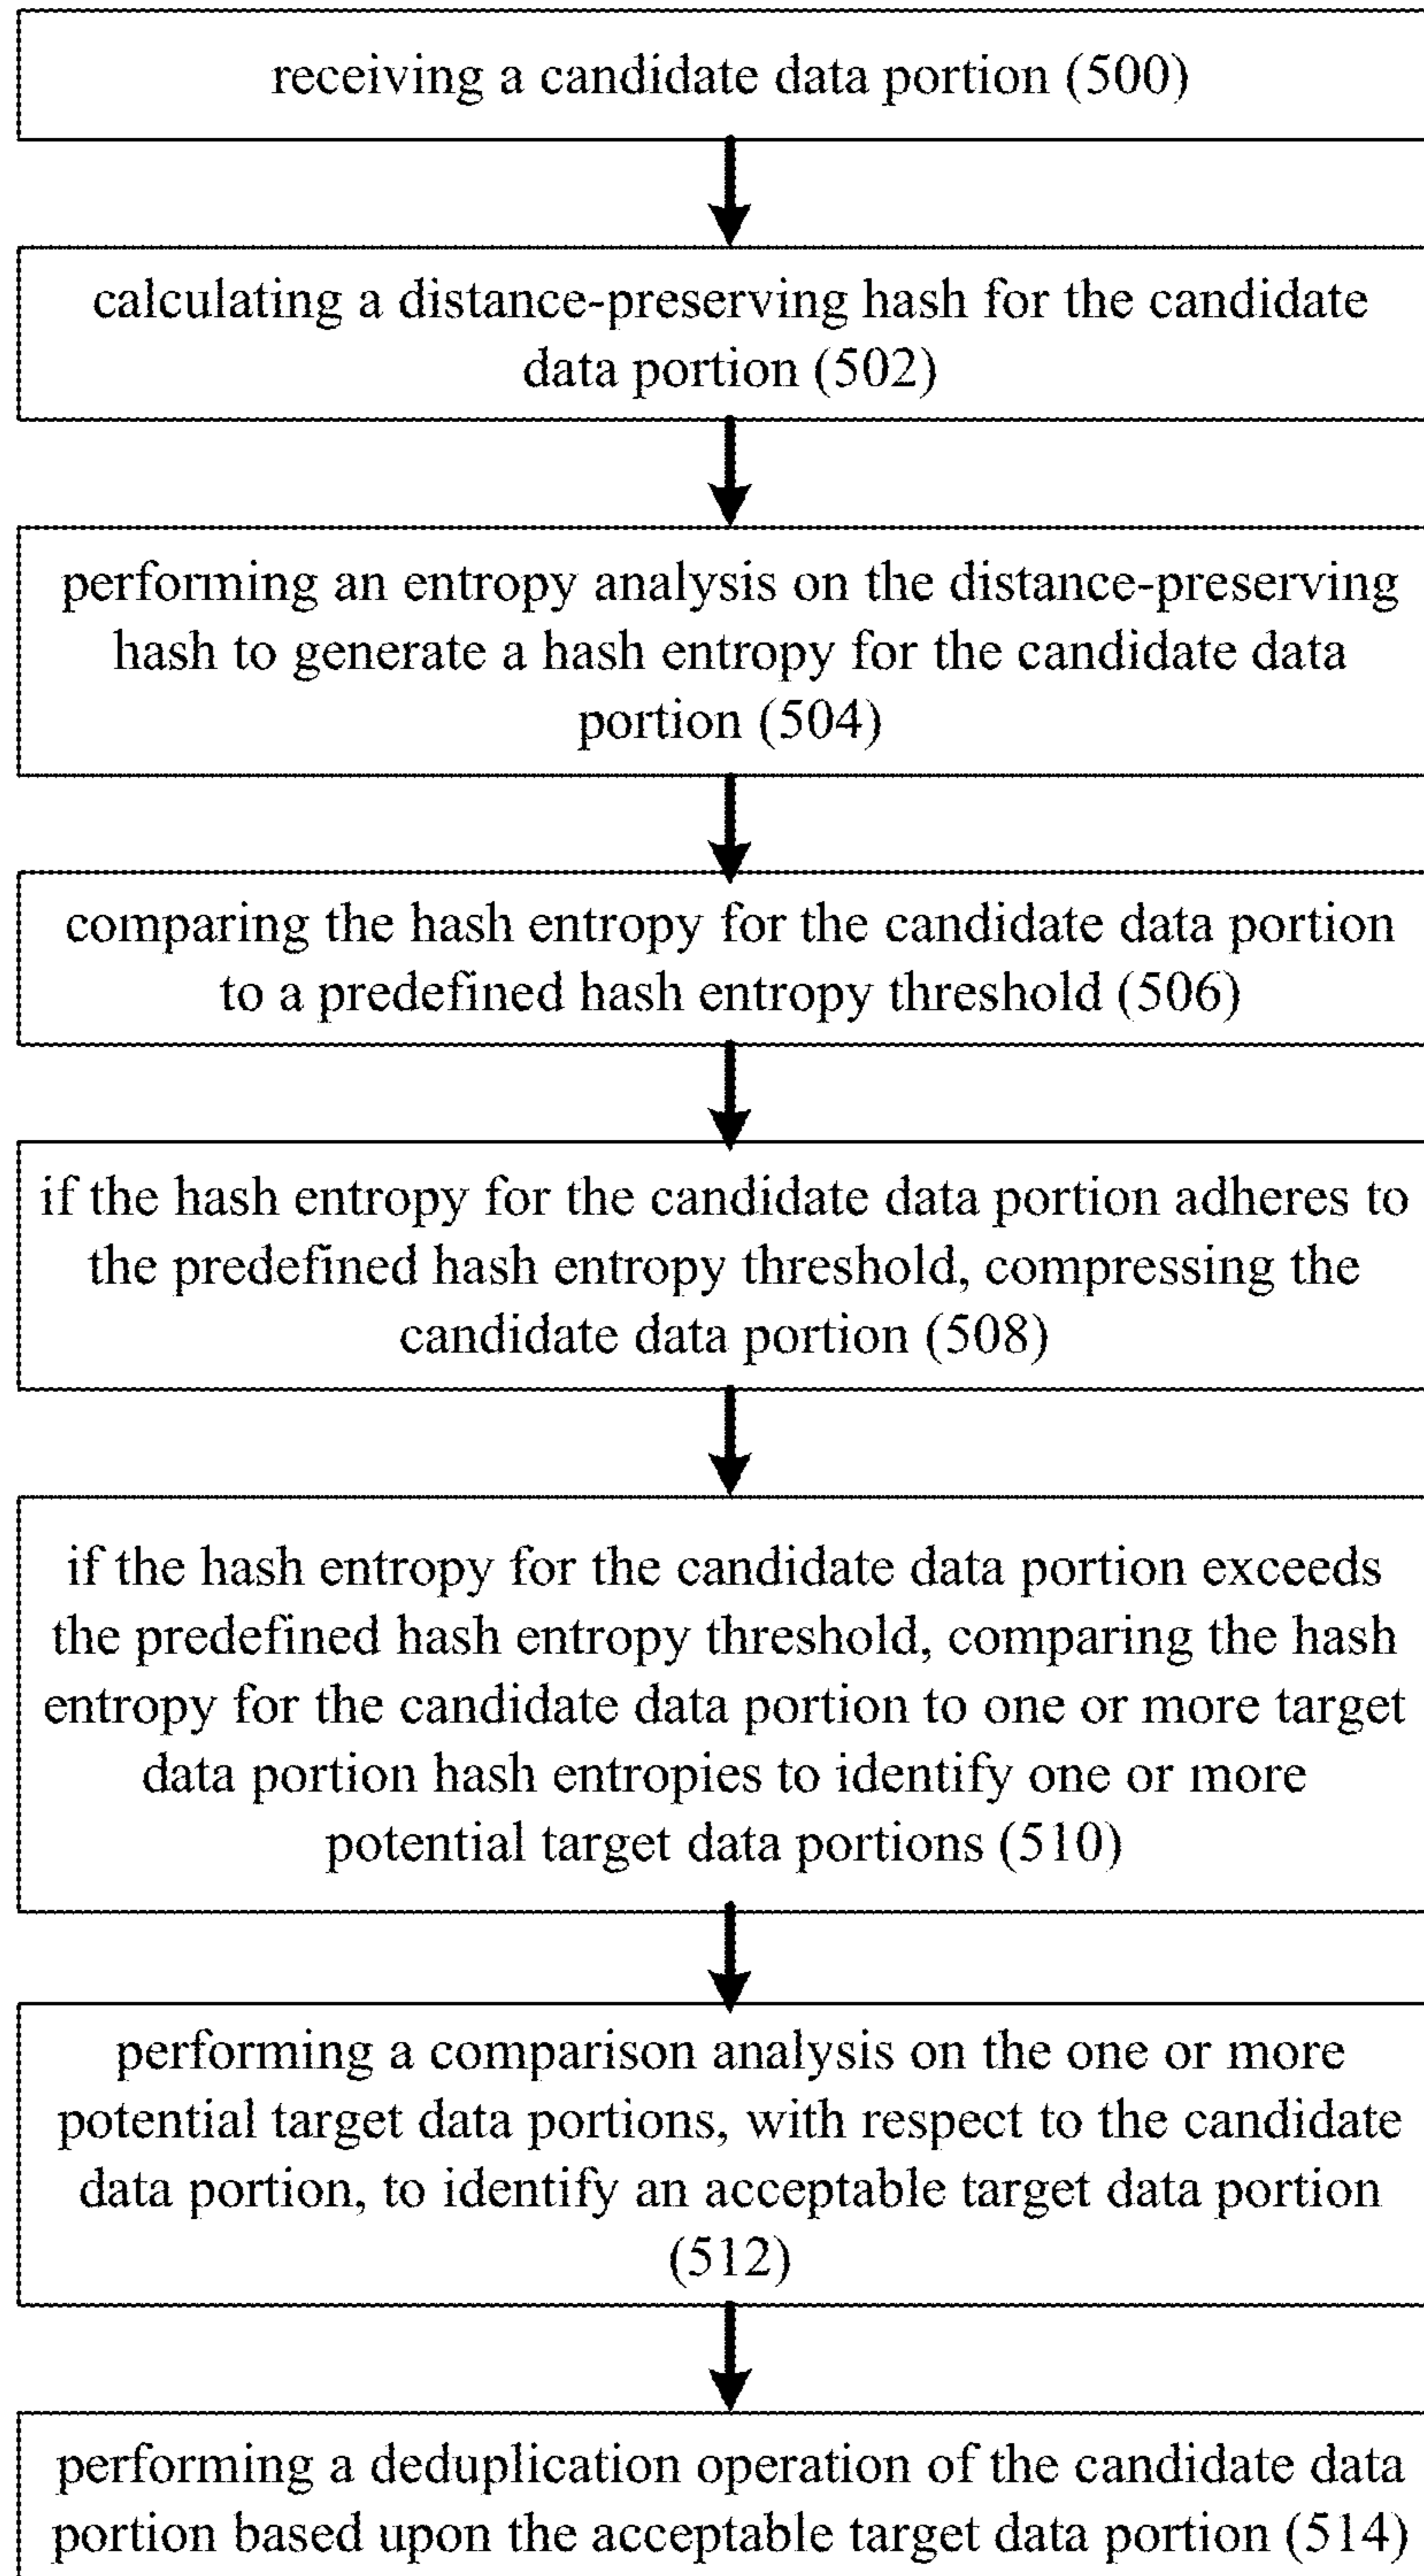 receiving a candidate data portion (500)
calculating a distance-preserving hash for the candidate
data portion (502)
performing an entropy analysis on the distance-preserving
hash to generate a hash entropy for the candidate data
portion (504)
comparing the hash entropy for the candidate data portion
to a predefined hash entropy threshold (506)
if the hash entropy for the candidate data portion adheres to
the predefined hash entropy threshold, compressing the
candidate data portion (508)
if the hash entropy for the candidate data portion exceeds
the predefined hash entropy threshold, comparing the hash
entropy for the candidate data portion to one or more target
data portion hash entropies to identify one or more
potential target data portions (510)
performing a comparison analysis on the one or more
potential target data portions, with respect to the candidate
data portion, to identify an acceptable target data portion
(512)
performing a deduplication operation of the candidate data
portion based upon the acceptable target data portion (514)